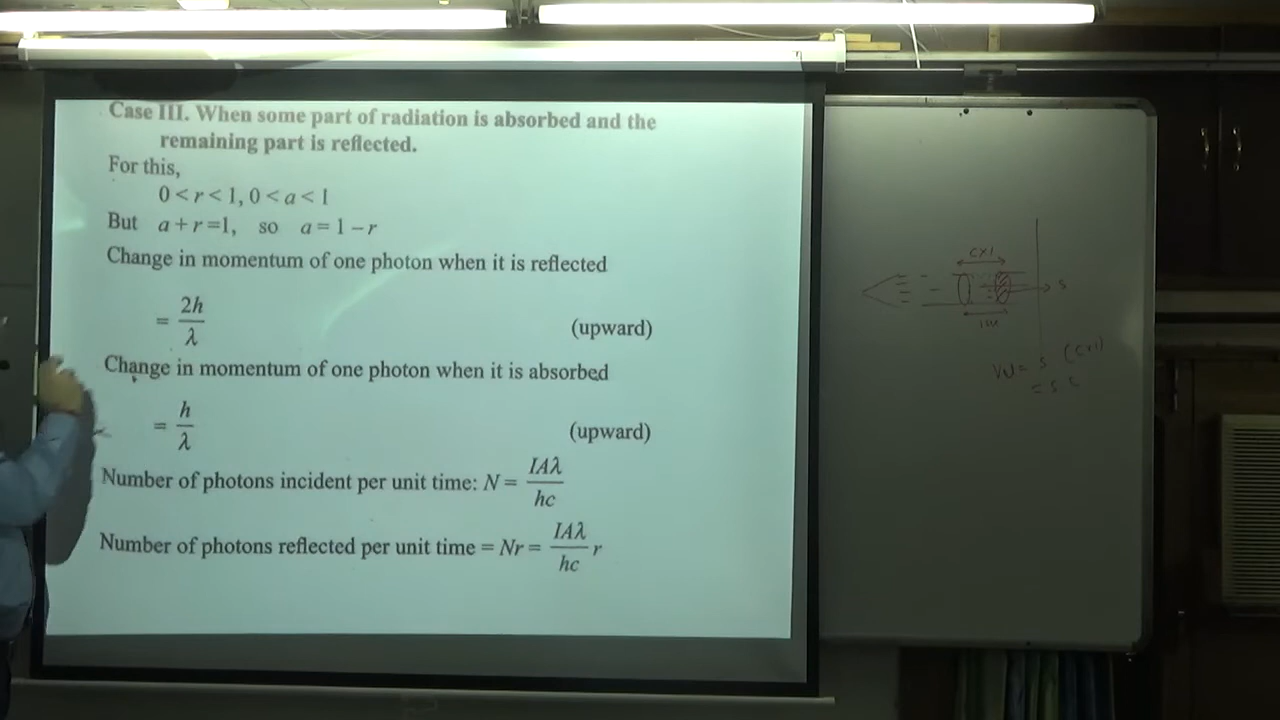 Case III. When some part of radiation is absorbed and the
remaining part is reflected.
For this,
0 < r < 1, 0 < a < 1
But a + r = 1, so a = 1 − r
Change in momentum of one photon when it is reflected
= 2h/λ (upward)
Change in momentum of one photon when it is absorbed
= h/λ (upward)
Number of photons incident per unit time: N = IAλ/hc
Number of photons reflected per unit time = Nr = IAλ/hc r
C×1
S